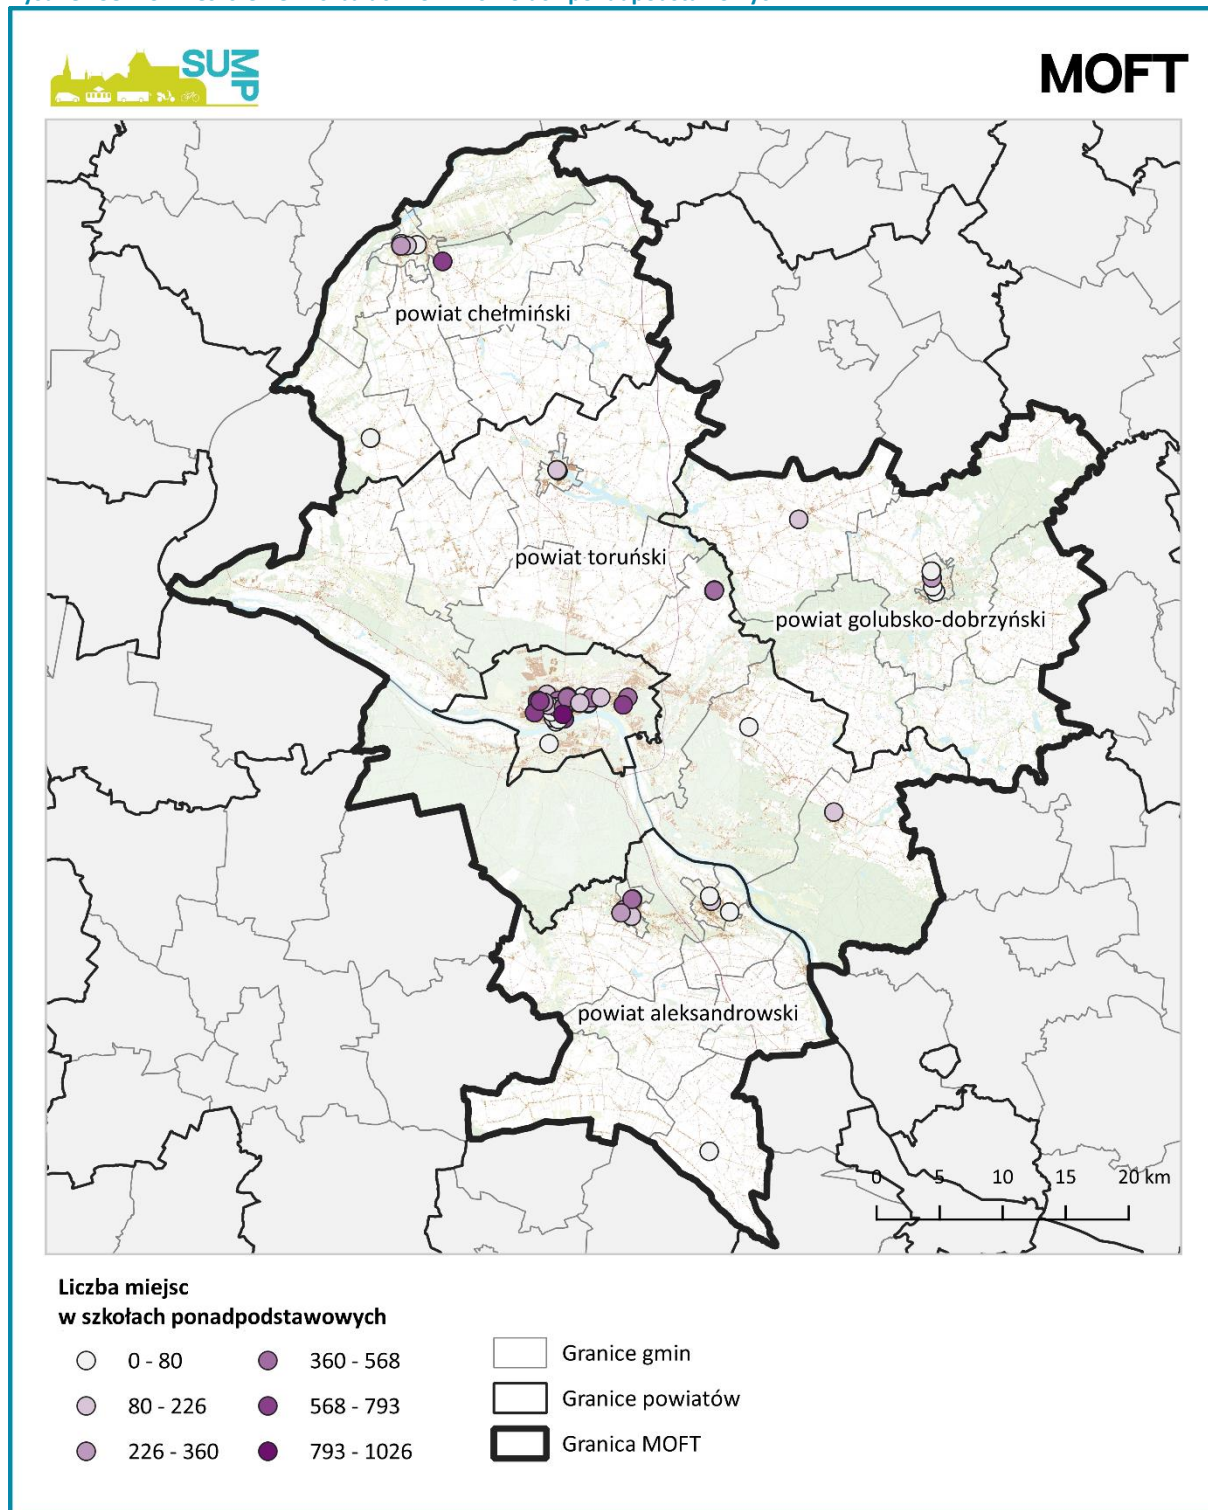 SUMP
MOFT
powiat chełmiński
powiat toruński
powiat golubsko-dobrzyński
powiat aleksandrowski
0 5 10 15 20 km
Liczba miejsc
w szkołach ponadpodstawowych
0 - 80
80 - 226
226 - 360
360 - 568
568 - 793
793 - 1026
Granice gmin
Granice powiatów
Granica MOFT